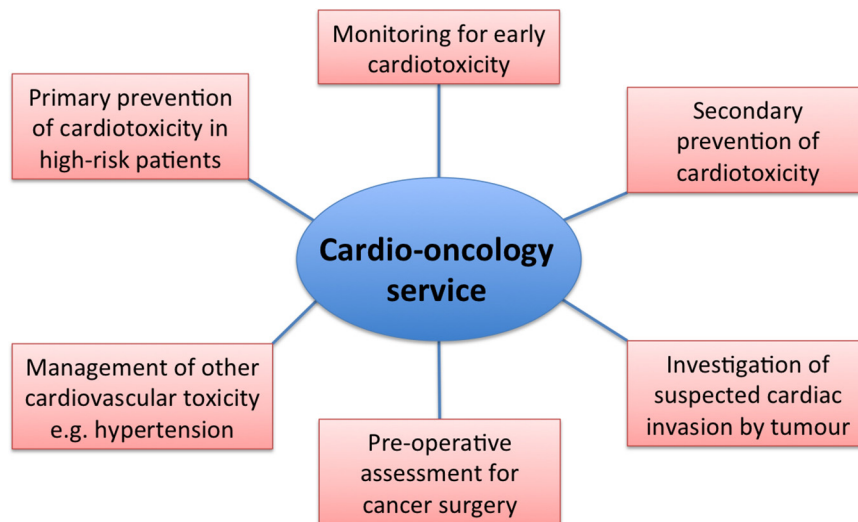 Monitoring for early
cardiotoxicity
Primary prevention
of cardiotoxicity in
high-risk patients
Secondary
prevention of
cardiotoxicity
Cardio-oncology
service
Management of other
cardiovascular toxicity
e.g. hypertension
Investigation of
suspected cardiac
invasion by tumour
Pre-operative
assessment for
cancer surgery